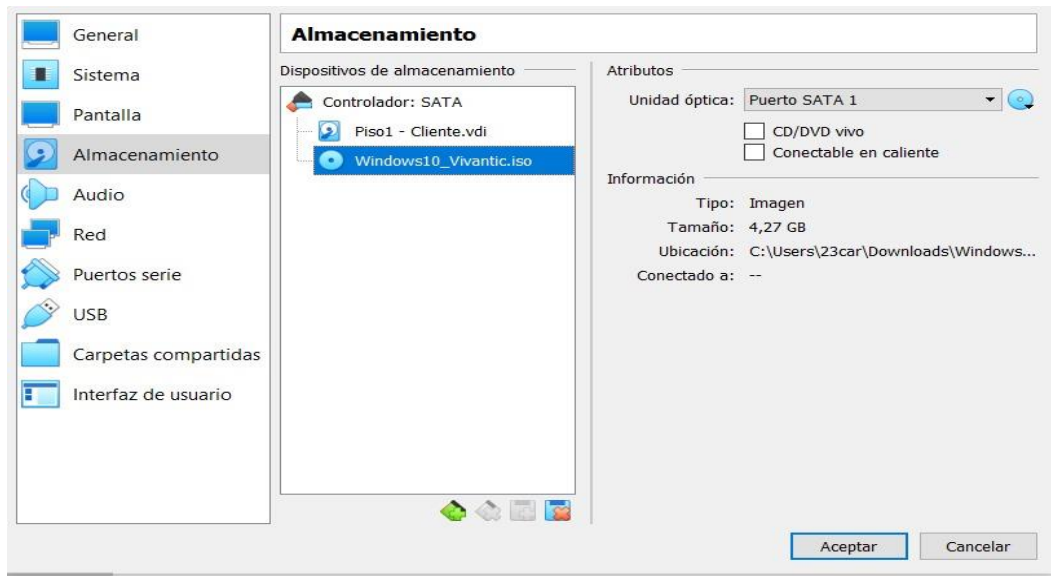 General
Sistema
Pantalla
Almacenamiento
Audio
Red
Puertos serie
USB
Carpetas compartidas
Interfaz de usuario
Almacenamiento
Dispositivos de almacenamiento
Controlador: SATA
Piso1 - Cliente.vdi
Windows10_Vivantic.iso
Atributos
Unidad óptica: Puerto SATA 1
CD/DVD vivo
Conectable en caliente
Información
Tipo: Imagen
Tamaño: 4,27 GB
Ubicación: C:\Users\23car\Downloads\Windows...
Conectado a: --
Aceptar Cancelar